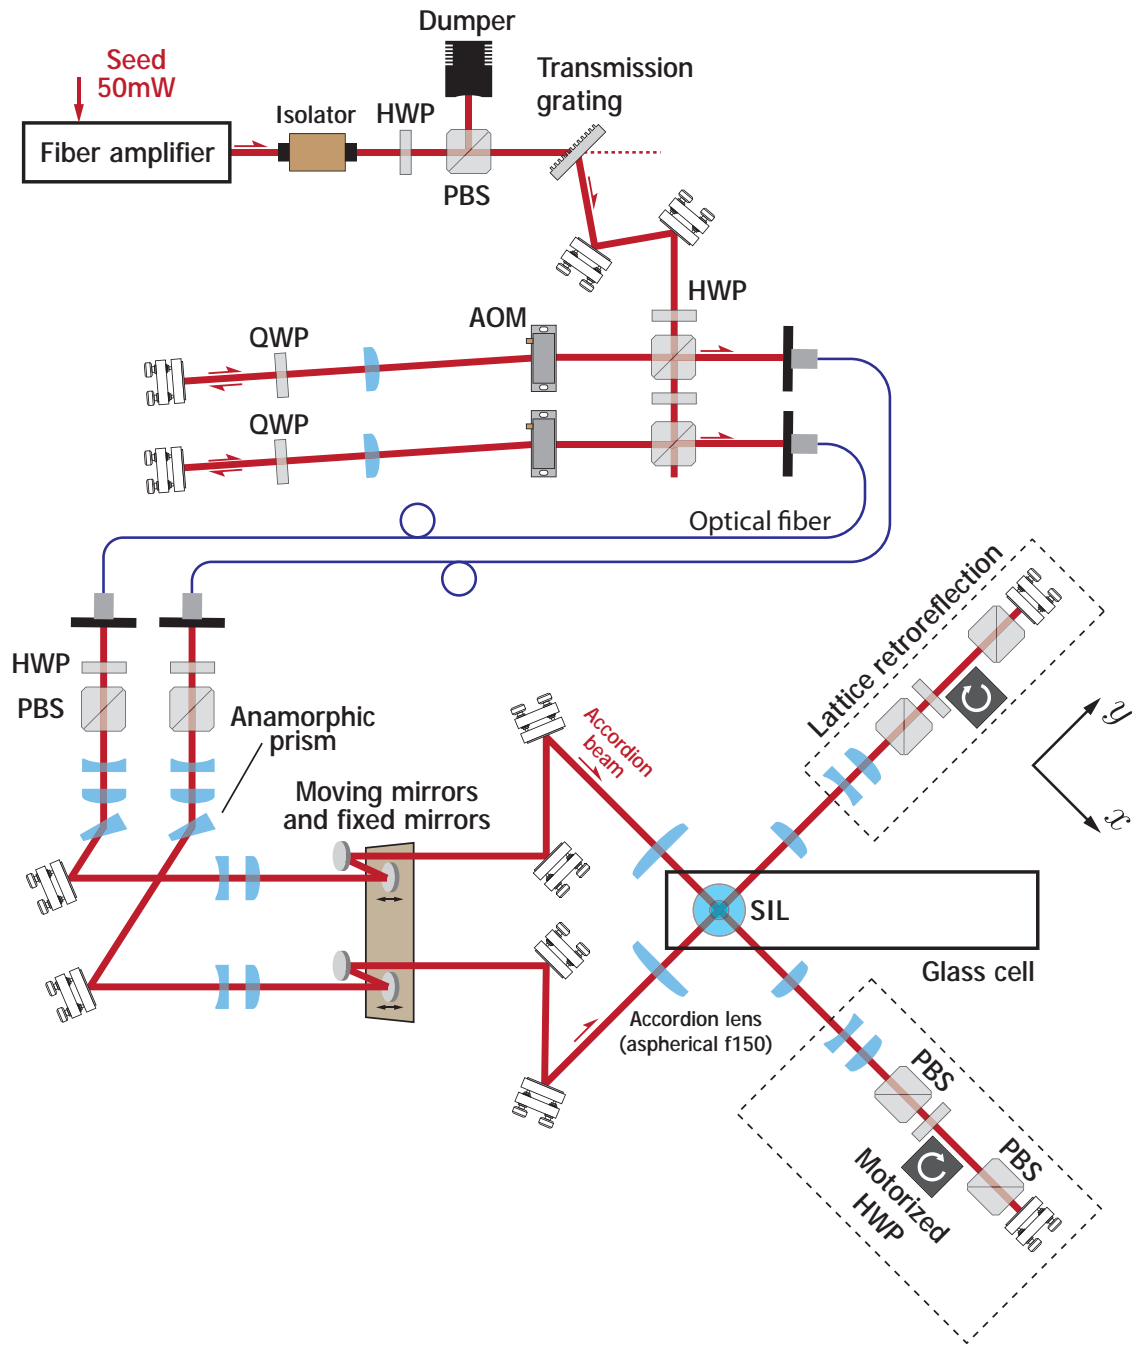 Dumper
Seed
50mW
Transmission
grating
Isolator
HWP
Fiber amplifier
PBS
HWP
AOM
QWP
QWP
Optical fiber
Lattice retroreflection
HWP
PBS
Anamorphic
prism
Accordion
beam
y
x
Moving mirrors
and fixed mirrors
SIL
Glass cell
Accordion lens
(aspherical f150)
PBS
PBS
Motorized
HWP